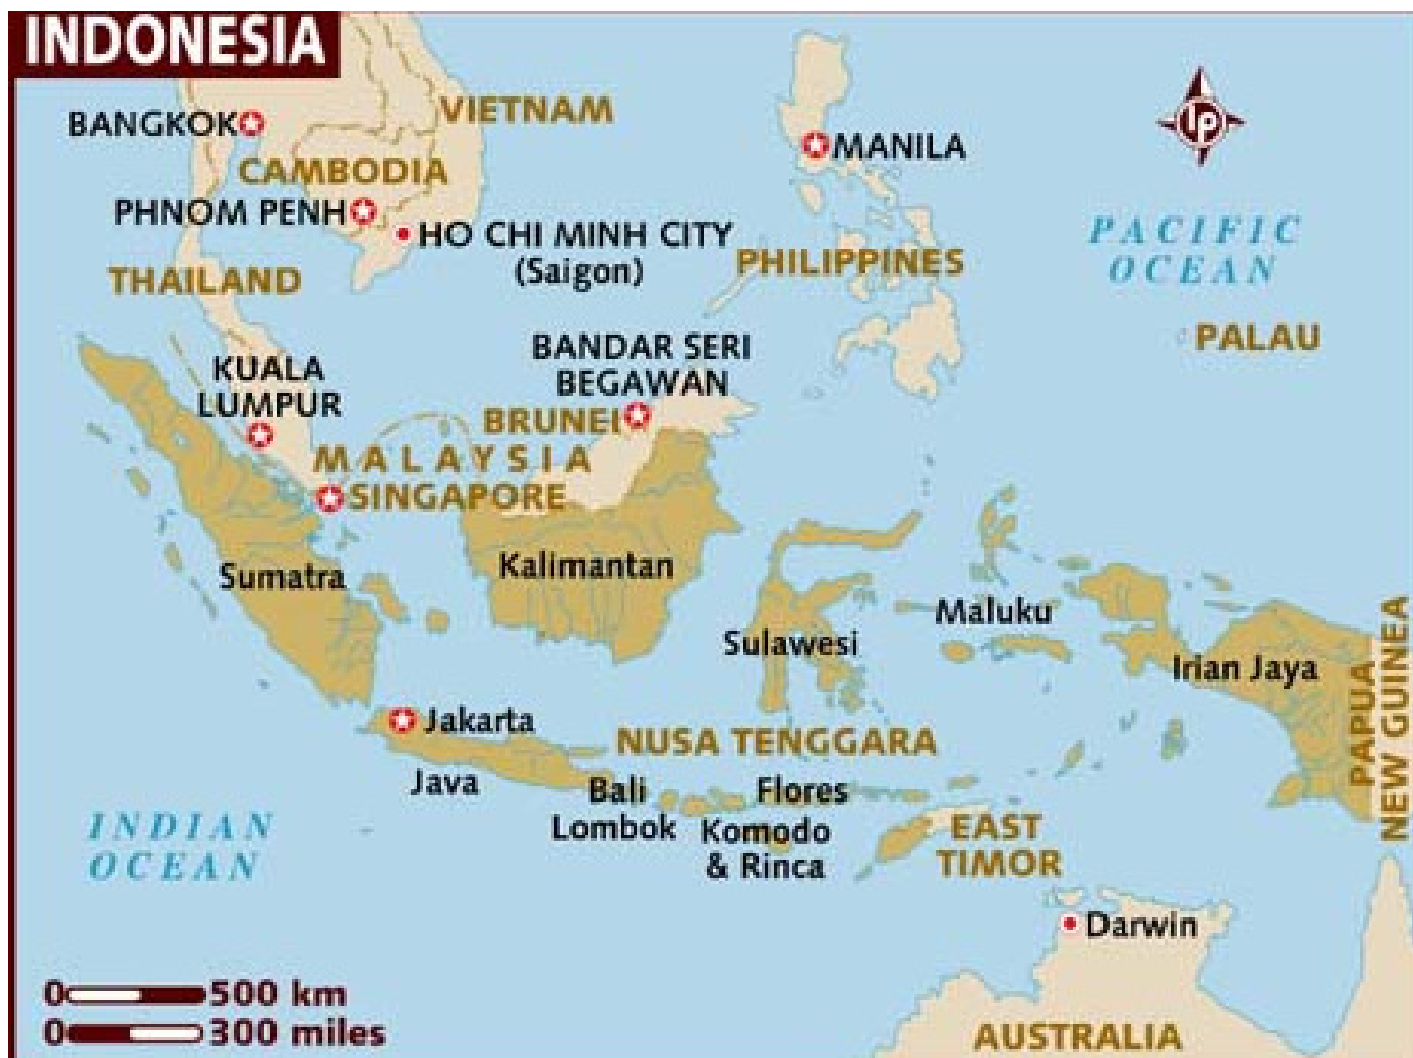 INDONESIA
BANGKOK
VIETNAM
MANILA
lp
CAMBODIA
PHNOM PENH
HO CHI MINH CITY
(Saigon)
PACIFIC
OCEAN
PHILIPPINES
THAILAND
PALAU
BANDAR SERI
BEGAWAN
KUALA
LUMPUR
BRUNEI
MALAYSIA
SINGAPORE
Kalimantan
Sumatra
Maluku
Sulawesi
Irian Jaya
PAPUA
NEW GUINEA
Jakarta
NUSA TENGGARA
Java
Bali
Flores
Lombok
Komodo
& Rinca
INDIAN
OCEAN
EAST
TIMOR
Darwin
0 500 km
0 300 miles
AUSTRALIA